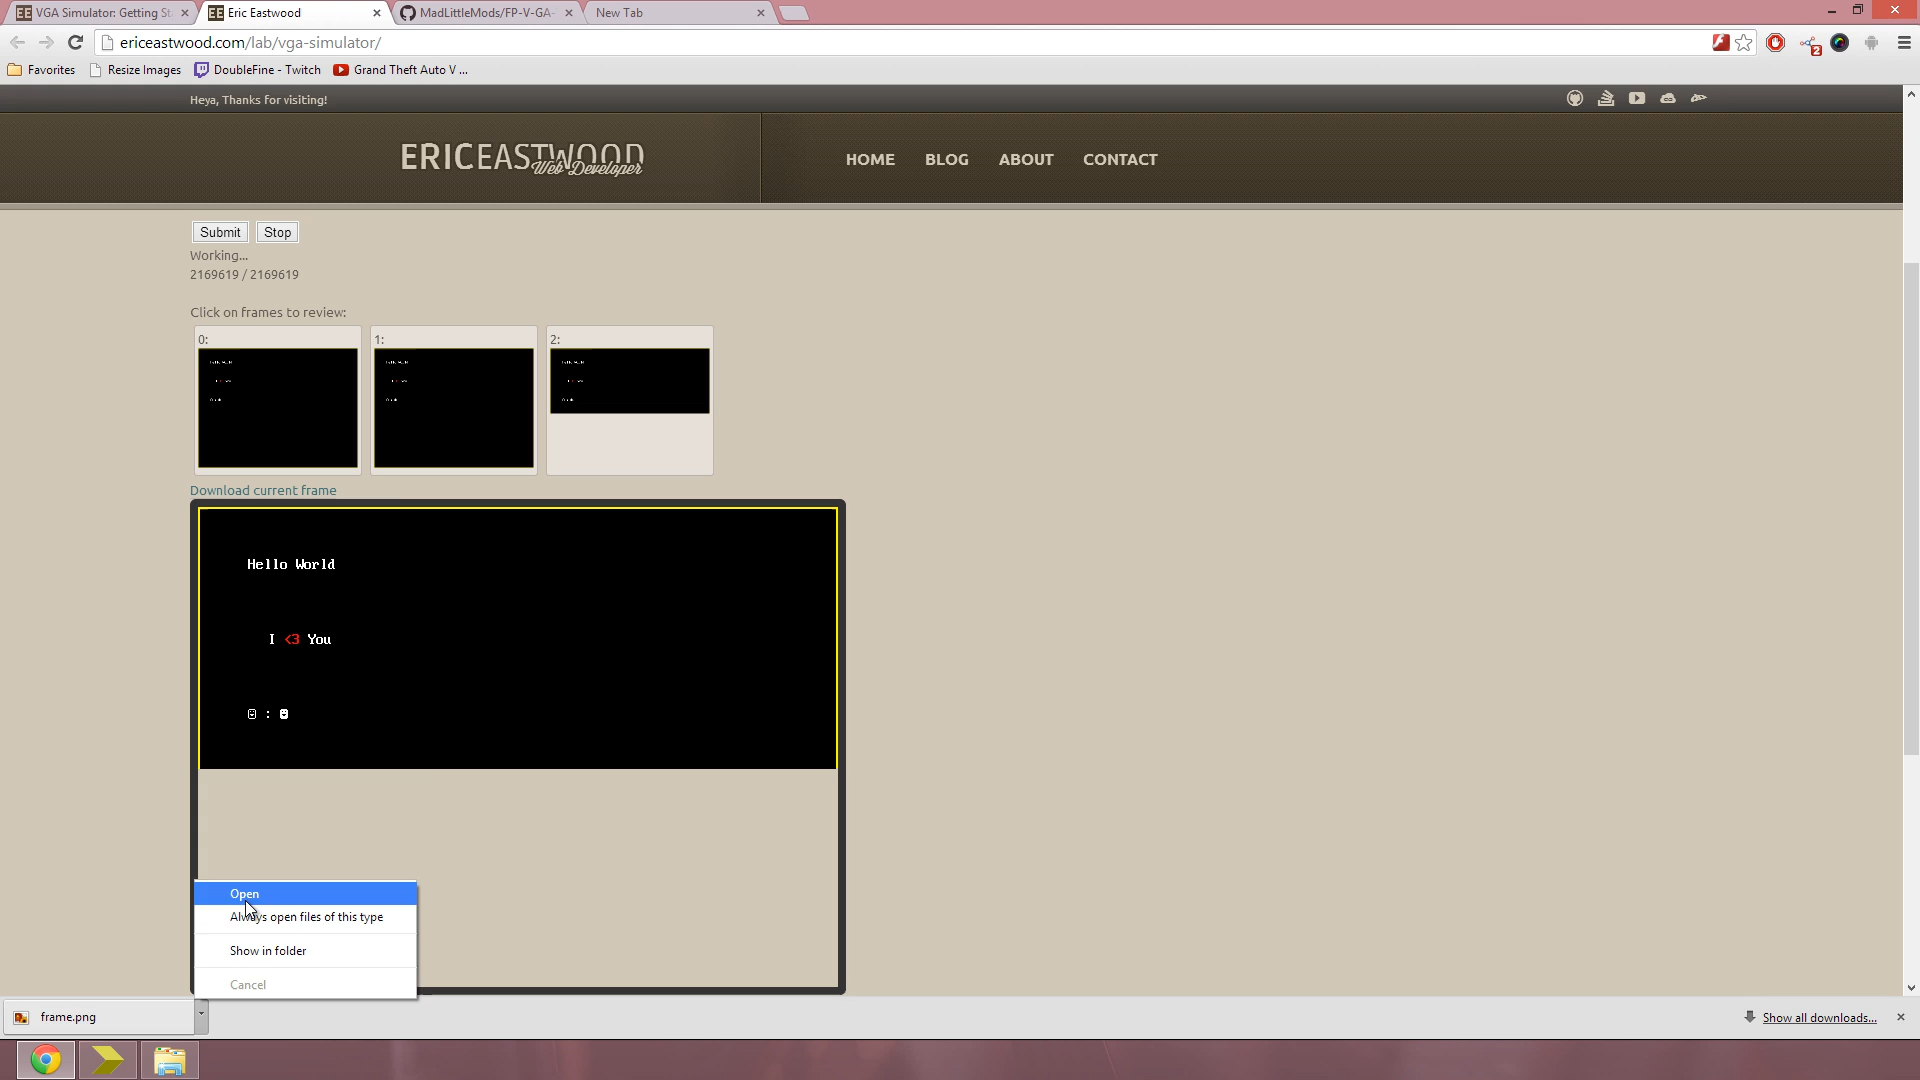 VGA Simulator: Getting St
Eric Eastwood
MadLittleMods/FP-V-GA-
New Tab
ericeastwood.com/lab/vga-simulator/
2
Favorites
Resize Images
DoubleFine - Twitch
Grand Theft Auto V ...
Heya, Thanks for visiting!
ERICEASTWOOD
Web Developer
HOME
BLOG
ABOUT
CONTACT
Submit
Stop
Working...
2169619 / 2169619
Click on frames to review:
0:
1:
2:
Download current frame
Hello World
I <3 You
:
Open
Always open files of this type
Show in folder
Cancel
frame.png
Show all downloads...